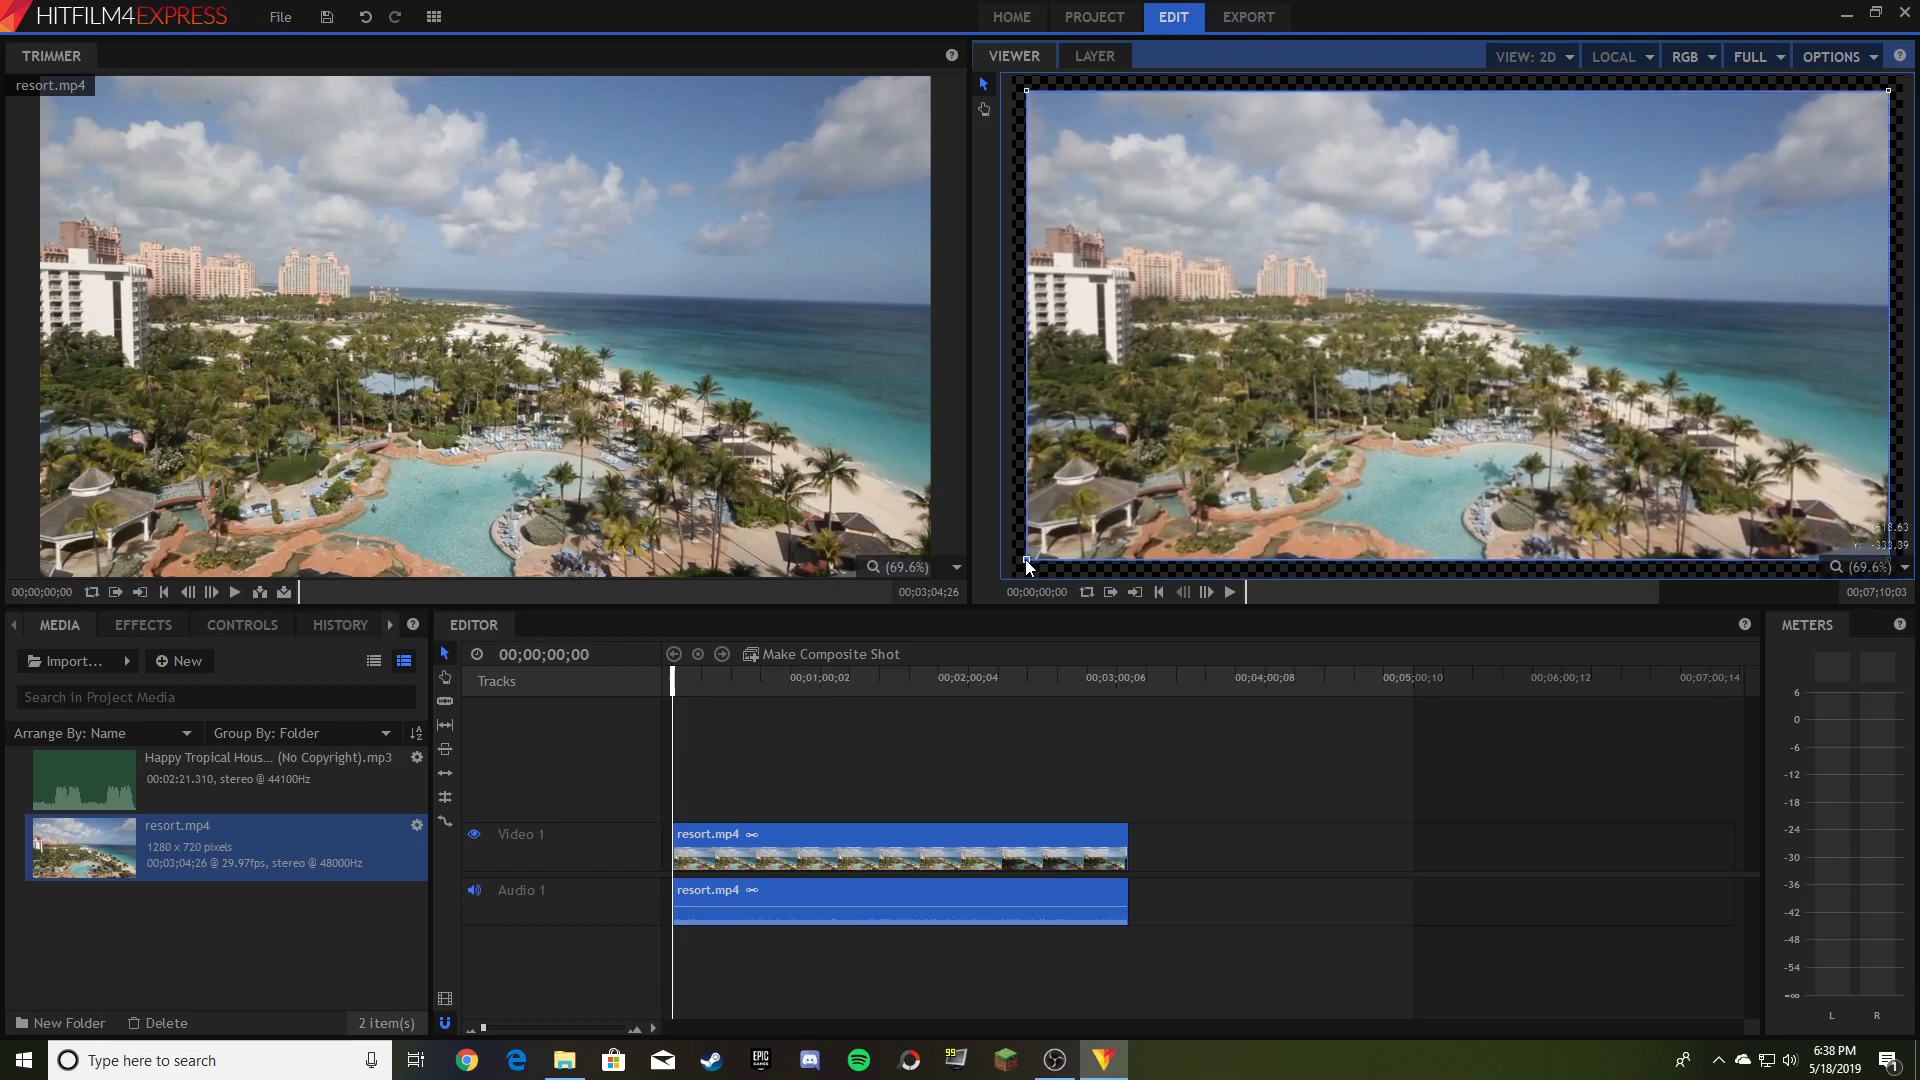 HITFILM4EXPRESS
File
HOME
PROJECT
EDIT
EXPORT
TRIMMER
resort.mp4
VIEWER
LAYER
VIEW: 2D
LOCAL
RGB
FULL
OPTIONS
(69.6%)
Y: -333.39
(69.6%)
00;00;00;00
00;03;04;26
00;00;00;00
00;07;10;03
MEDIA
EFFECTS
CONTROLS
HISTORY
Import...
New
Search in Project Media
Arrange By: Name
Group By: Folder
Happy Tropical Hous... (No Copyright).mp3
00:02:21.310, stereo @ 44100Hz
resort.mp4
1280 x 720 pixels
00;03;04;26 @ 29.97fps, stereo @ 48000Hz
New Folder
Delete
2 item(s)
EDITOR
00;00;00;00
Make Composite Shot
Tracks
00;01;00;02
00;02;00;04
00;03;00;06
00;04;00;08
00;05;00;10
00;06;00;12
00;07;00;14
Video 1
resort.mp4
Audio 1
resort.mp4
METERS
6
0
-6
-12
-18
-24
-30
-36
-42
-48
-54
-∞
L
R
Type here to search
EPIC GAMES
99
6:38 PM
5/18/2019
1